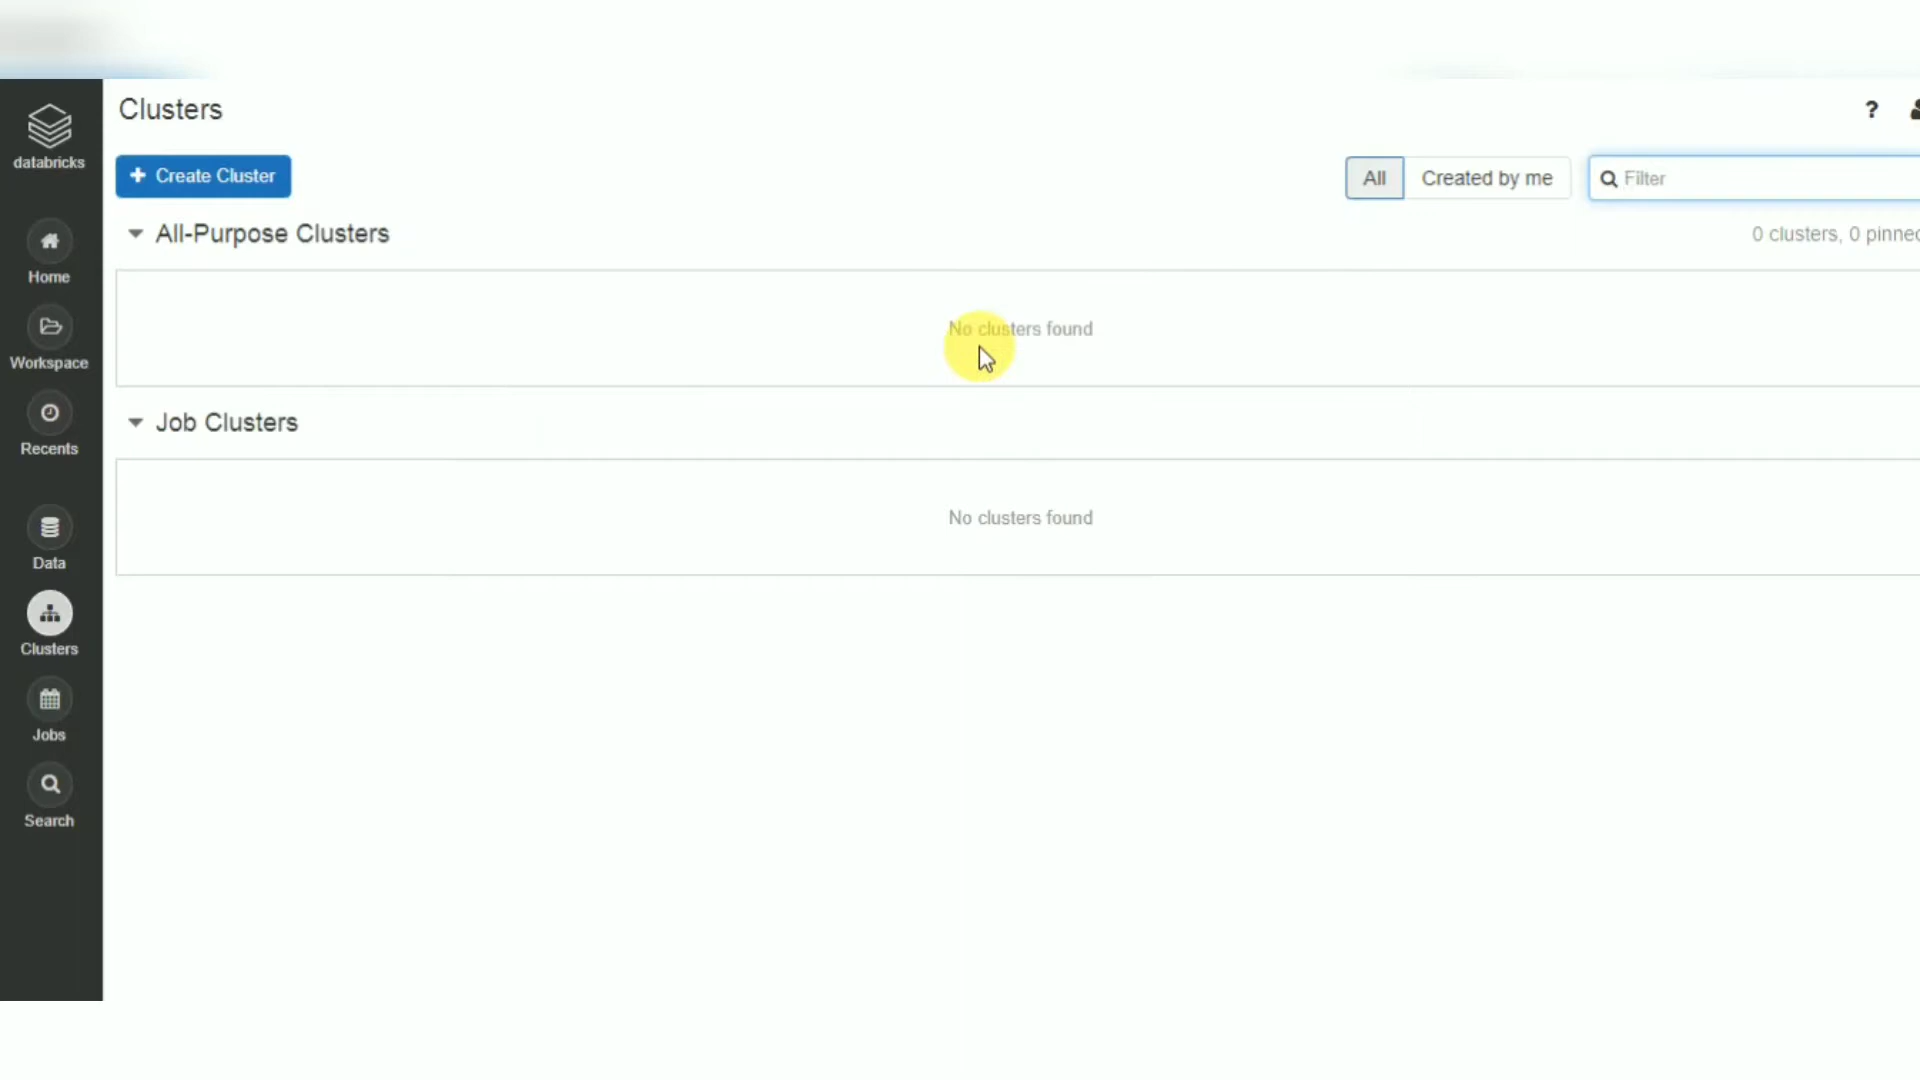 Clusters
?
databricks
+ Create Cluster
All
Created by me
Filter
All-Purpose Clusters
0 clusters, 0 pinned
Home
No clusters found
Workspace
Job Clusters
Recents
No clusters found
Data
Clusters
Jobs
Search